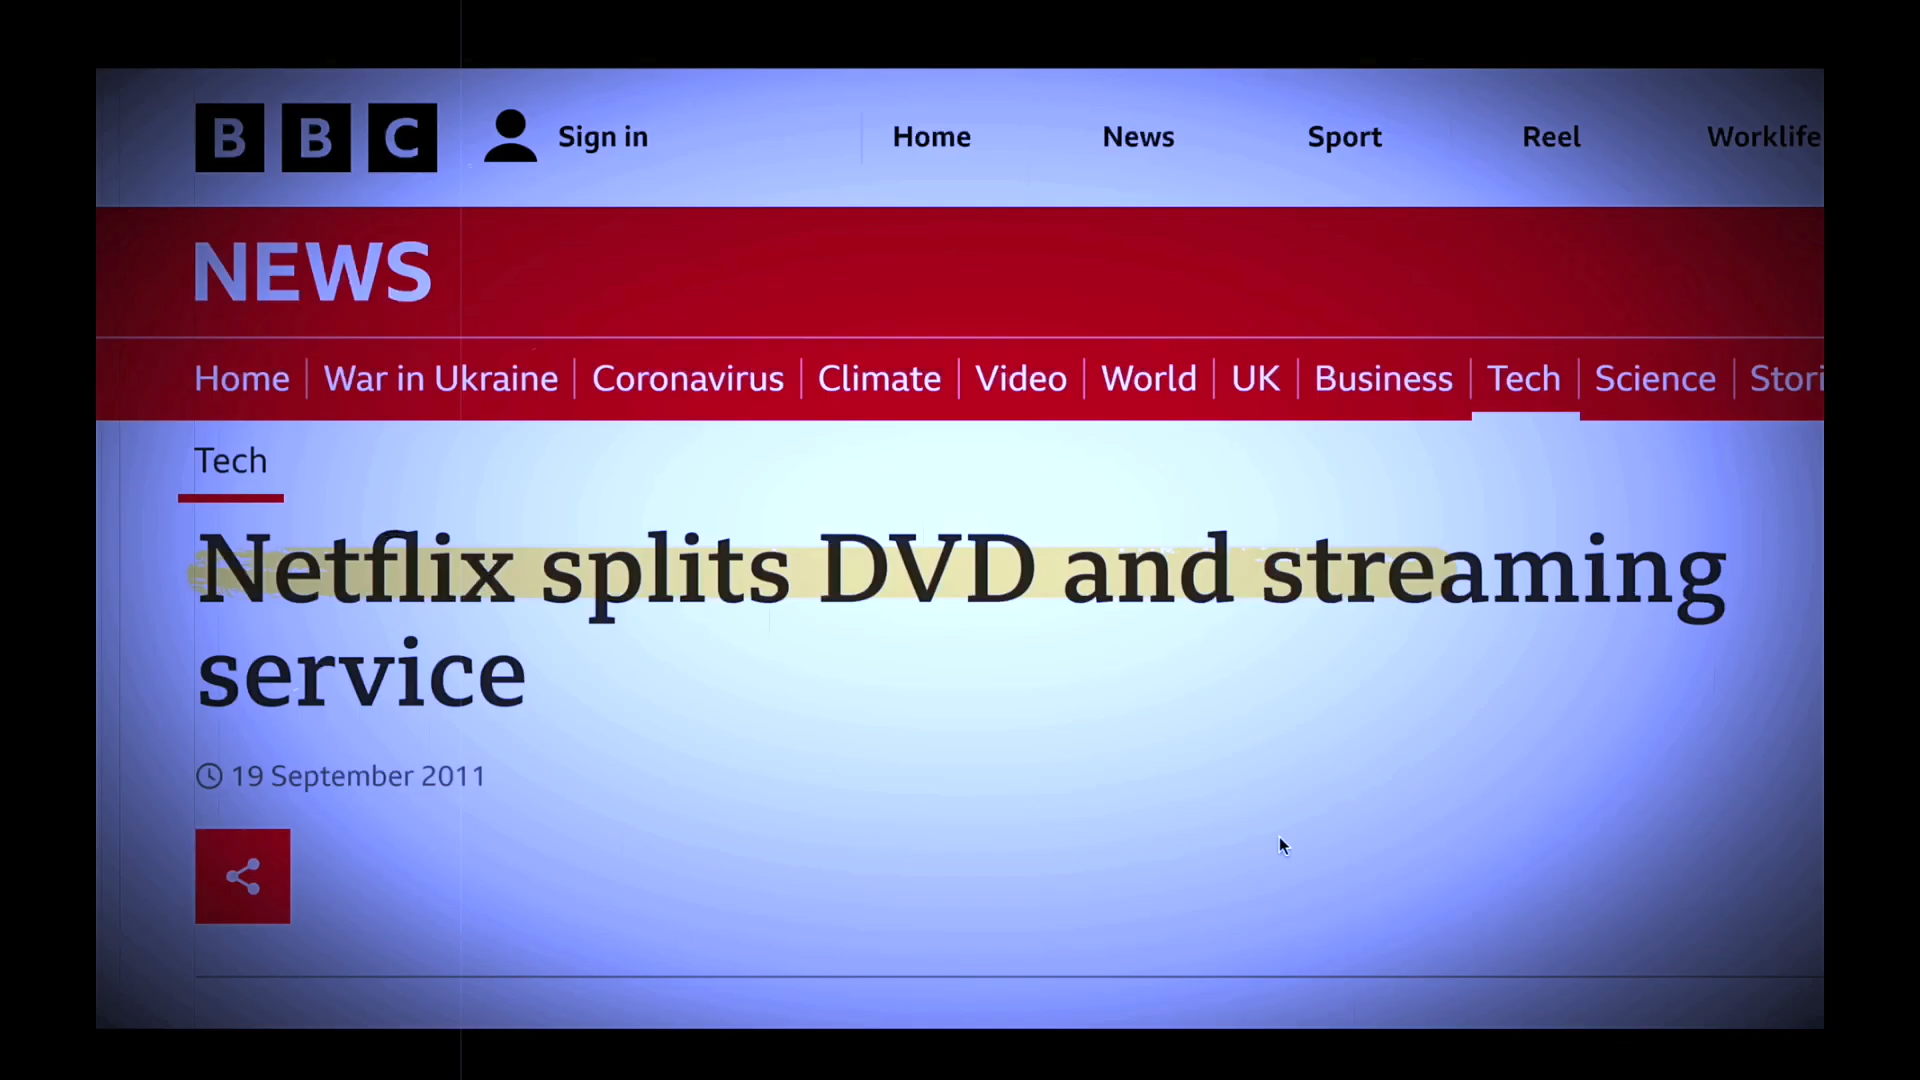 BBC Sign in Home News Sport Reel Worklife
NEWS
Home War in Ukraine Coronavirus Climate Video World UK Business Tech Science Stori
Tech
Netflix splits DVD and streaming
service
19 September 2011